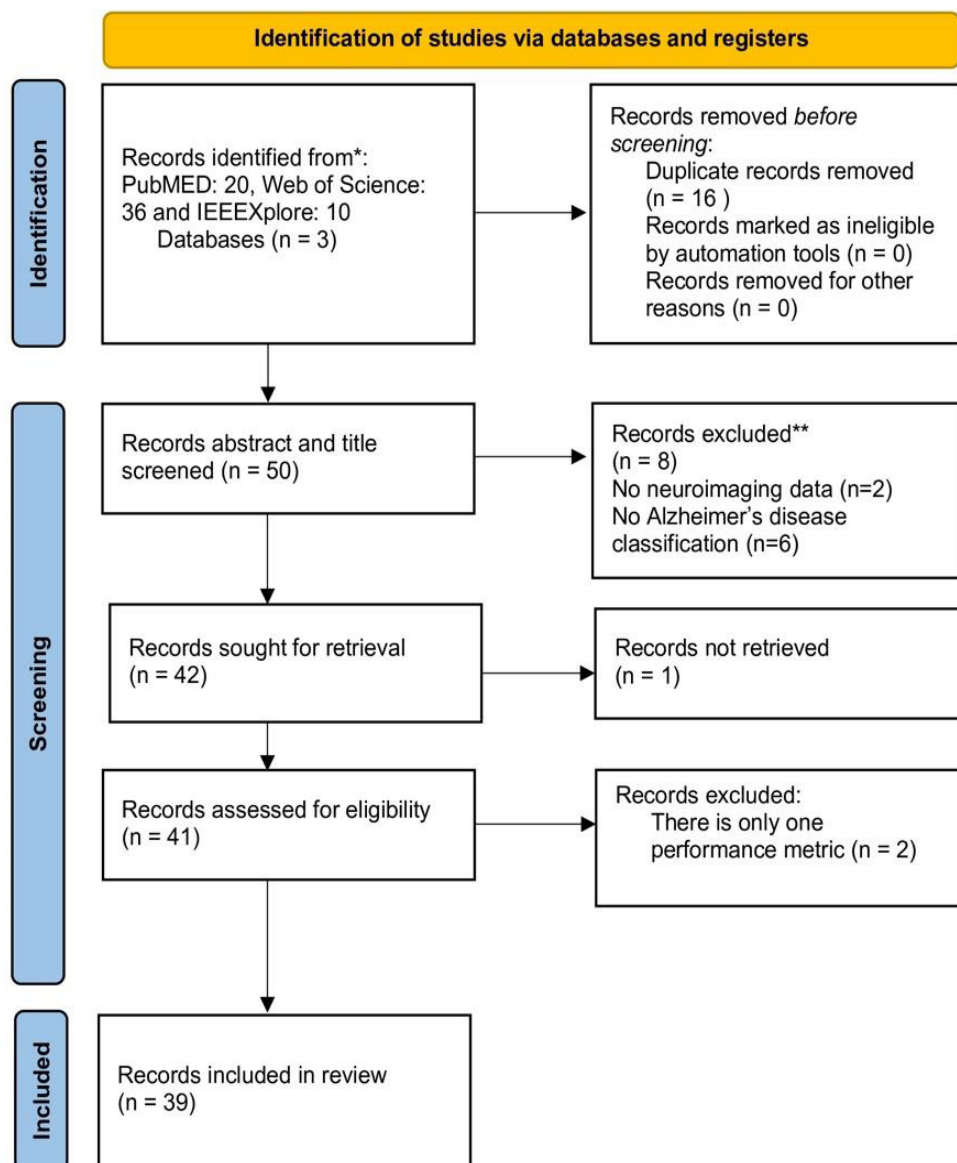 Identification of studies via databases and registers
Identification
Records identified from*:
PubMED: 20, Web of Science:
36 and IEEEXplore: 10
Databases (n = 3)
Records removed before
screening:
Duplicate records removed
(n = 16 )
Records marked as ineligible
by automation tools (n = 0)
Records removed for other
reasons (n = 0)
Screening
Records abstract and title
screened (n = 50)
Records excluded**
(n = 8)
No neuroimaging data (n=2)
No Alzheimer's disease
classification (n=6)
Records sought for retrieval
(n = 42)
Records not retrieved
(n = 1)
Records assessed for eligibility
(n = 41)
Records excluded:
There is only one
performance metric (n = 2)
Included
Records included in review
(n = 39)